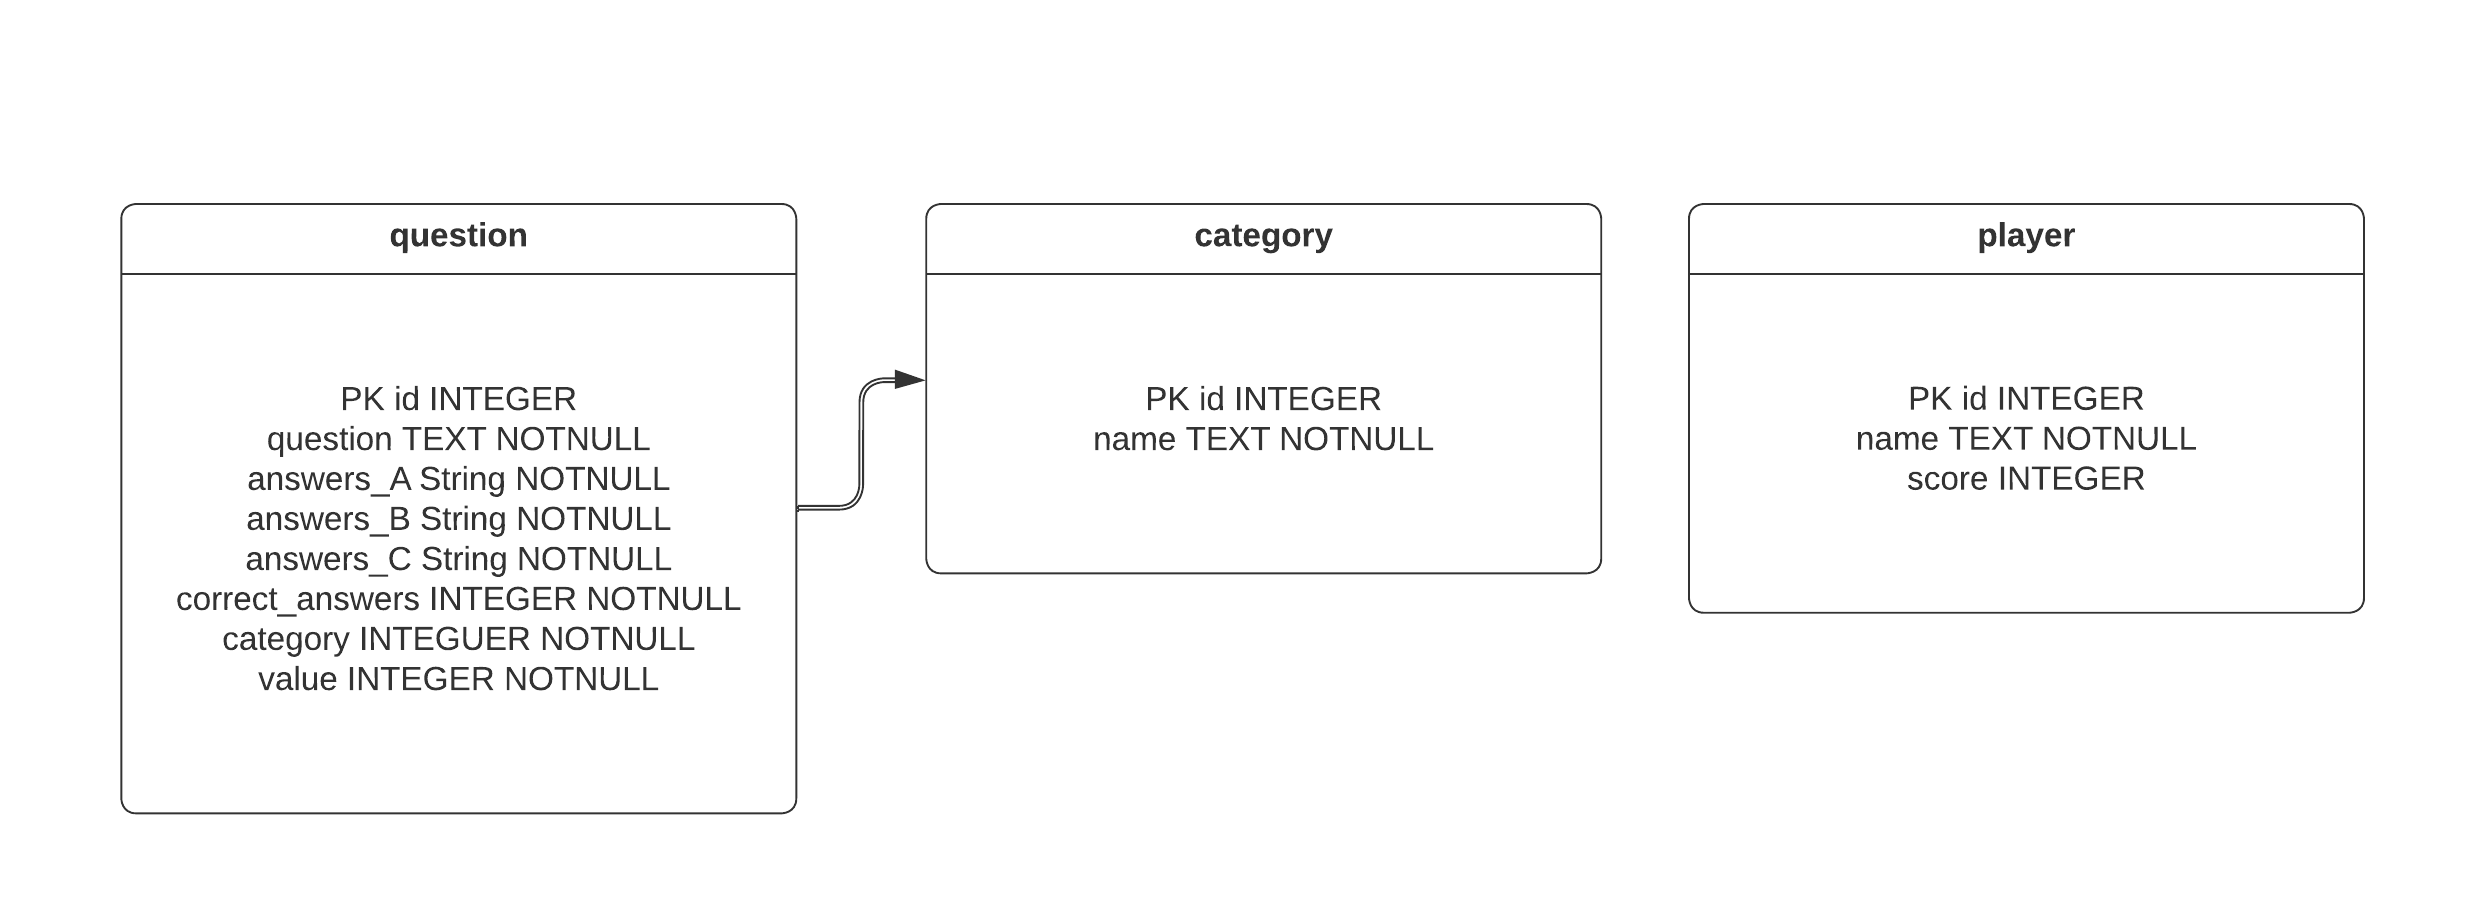 question
PK id INTEGER
question TEXT NOTNULL
answers_A String NOTNULL
answers_B String NOTNULL
answers_C String NOTNULL
correct_answers INTEGER NOTNULL
category INTEGUER NOTNULL
value INTEGER NOTNULL
category
PK id INTEGER
name TEXT NOTNULL
player
PK id INTEGER
name TEXT NOTNULL
score INTEGER